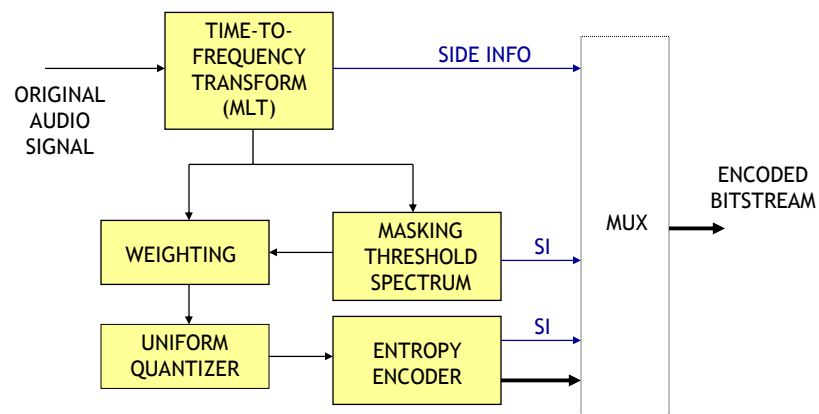 TIME-TO-
FREQUENCY
TRANSFORM
(MLT)
SIDE INFO
ORIGINAL
AUDIO
SIGNAL
ENCODED
BITSTREAM
MUX
WEIGHTING
MASKING
THRESHOLD
SPECTRUM
SI
UNIFORM
QUANTIZER
ENTROPY
ENCODER
SI